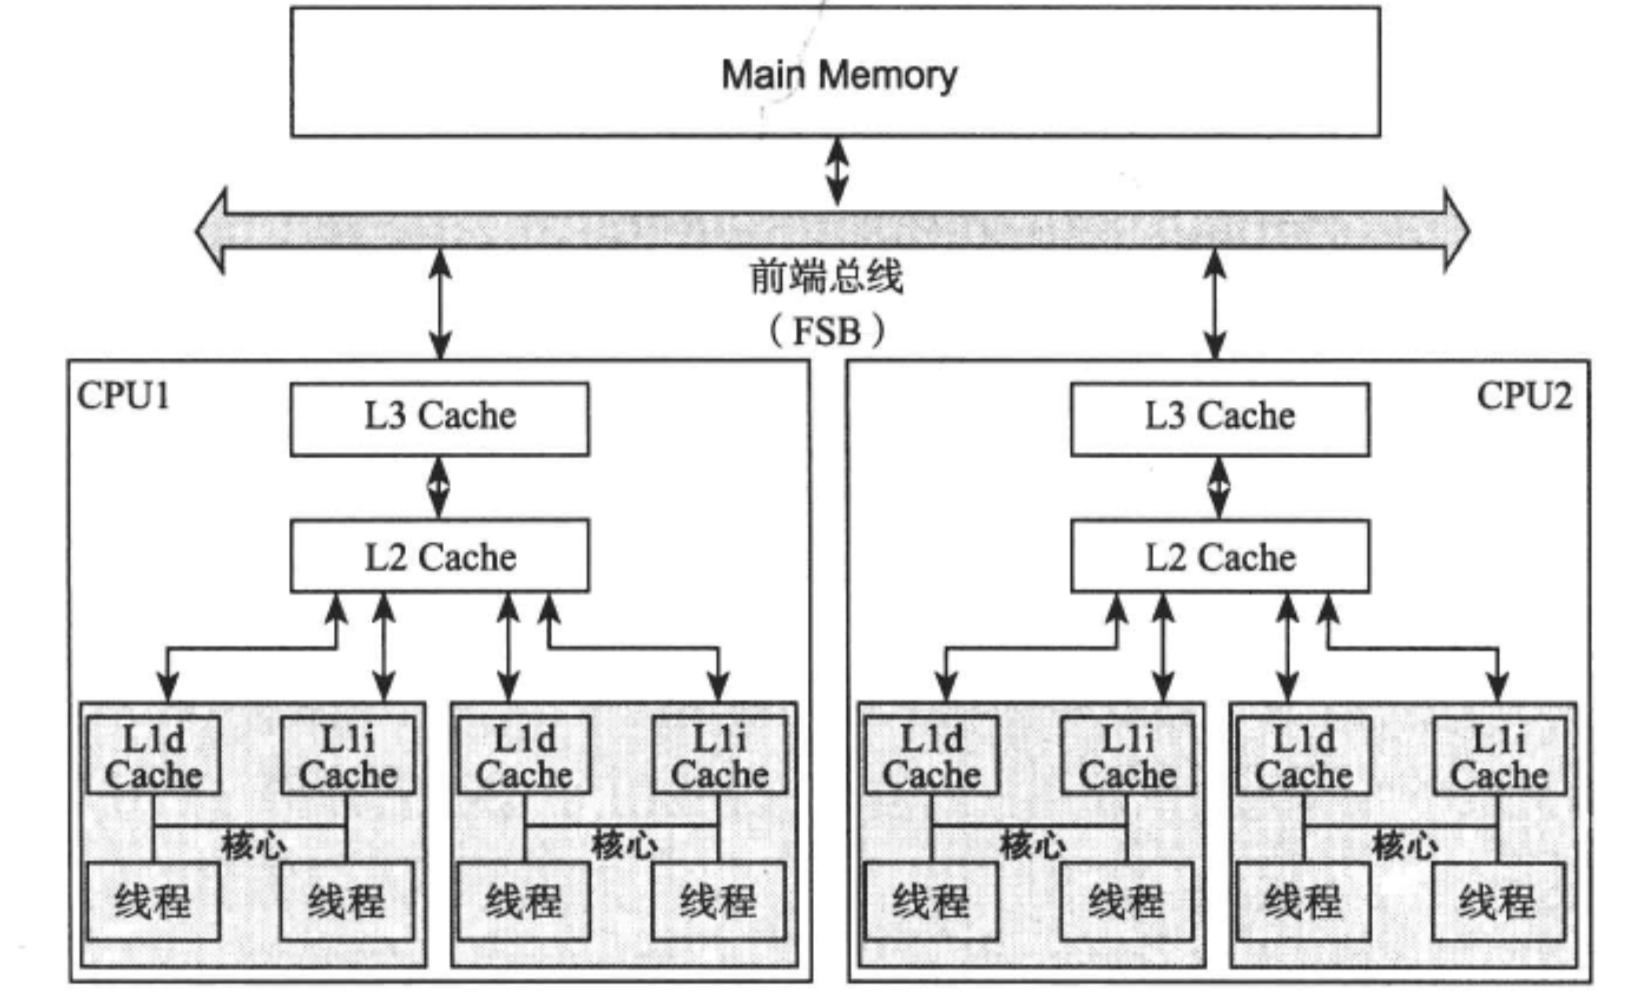 Main Memory
前端总线
（FSB）
CPU1
L3 Cache
L2 Cache
L1d
Cache
L1i
Cache
L1d
Cache
L1i
Cache
核心
核心
线程
线程
线程
线程
CPU2
L3 Cache
L2 Cache
L1d
Cache
L1i
Cache
L1d
Cache
L1i
Cache
核心
核心
线程
线程
线程
线程